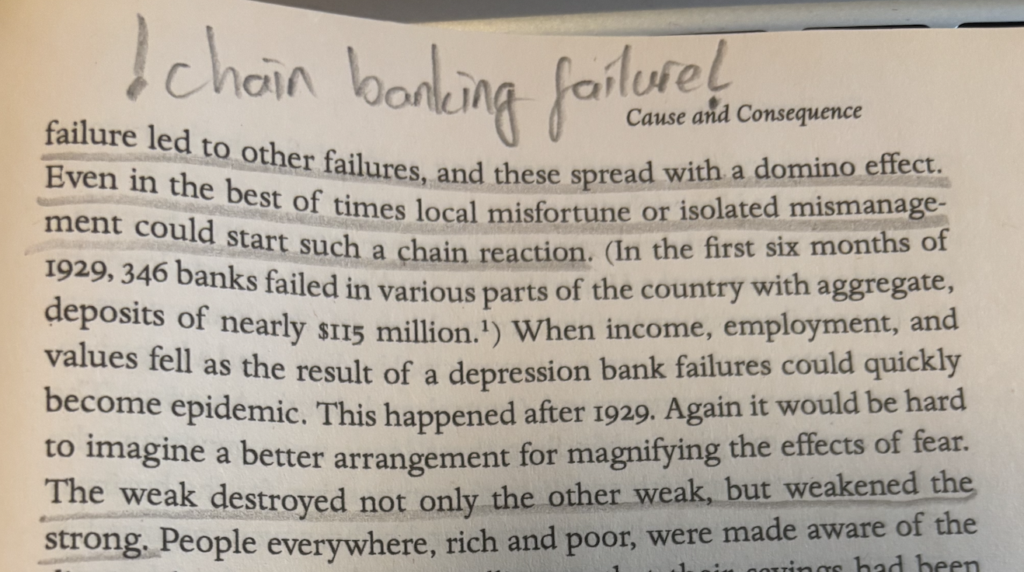 ! chain banking failure!
Cause and Consequence
failure led to other failures, and these spread with a domino effect.
Even in the best of times local misfortune or isolated mismanage-
ment could start such a chain reaction. (In the first six months of
1929, 346 banks failed in various parts of the country with aggregate,
deposits of nearly $115 million.¹) When income, employment, and
values fell as the result of a depression bank failures could quickly
become epidemic. This happened after 1929. Again it would be hard
to imagine a better arrangement for magnifying the effects of fear.
The weak destroyed not only the other weak, but weakened the
strong. People everywhere, rich and poor, were made aware of the
savings had been